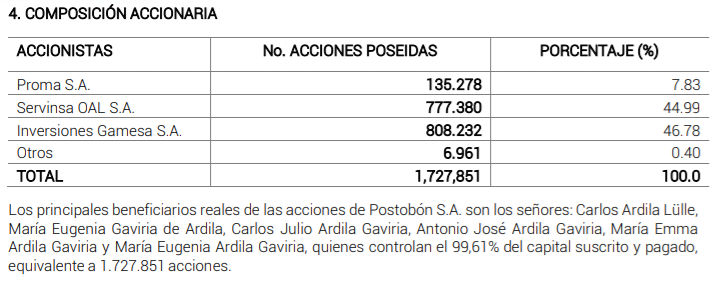 4. COMPOSICIÓN ACCIONARIA
ACCIONISTAS No. ACCIONES POSEIDAS PORCENTAJE (%)
Proma S.A. 135.278 7.83
Servinsa OAL S.A. 777.380 44.99
Inversiones Gamesa S.A. 808.232 46.78
Otros 6.961 0.40
TOTAL 1,727,851 100.0
Los principales beneficiarios reales de las acciones de Postobón S.A. son los señores: Carlos Ardila Lülle,
María Eugenia Gaviria de Ardila, Carlos Julio Ardila Gaviria, Antonio José Ardila Gaviria, María Emma
Ardila Gaviria y María Eugenia Ardila Gaviria, quienes controlan el 99,61% del capital suscrito y pagado,
equivalente a 1.727.851 acciones.